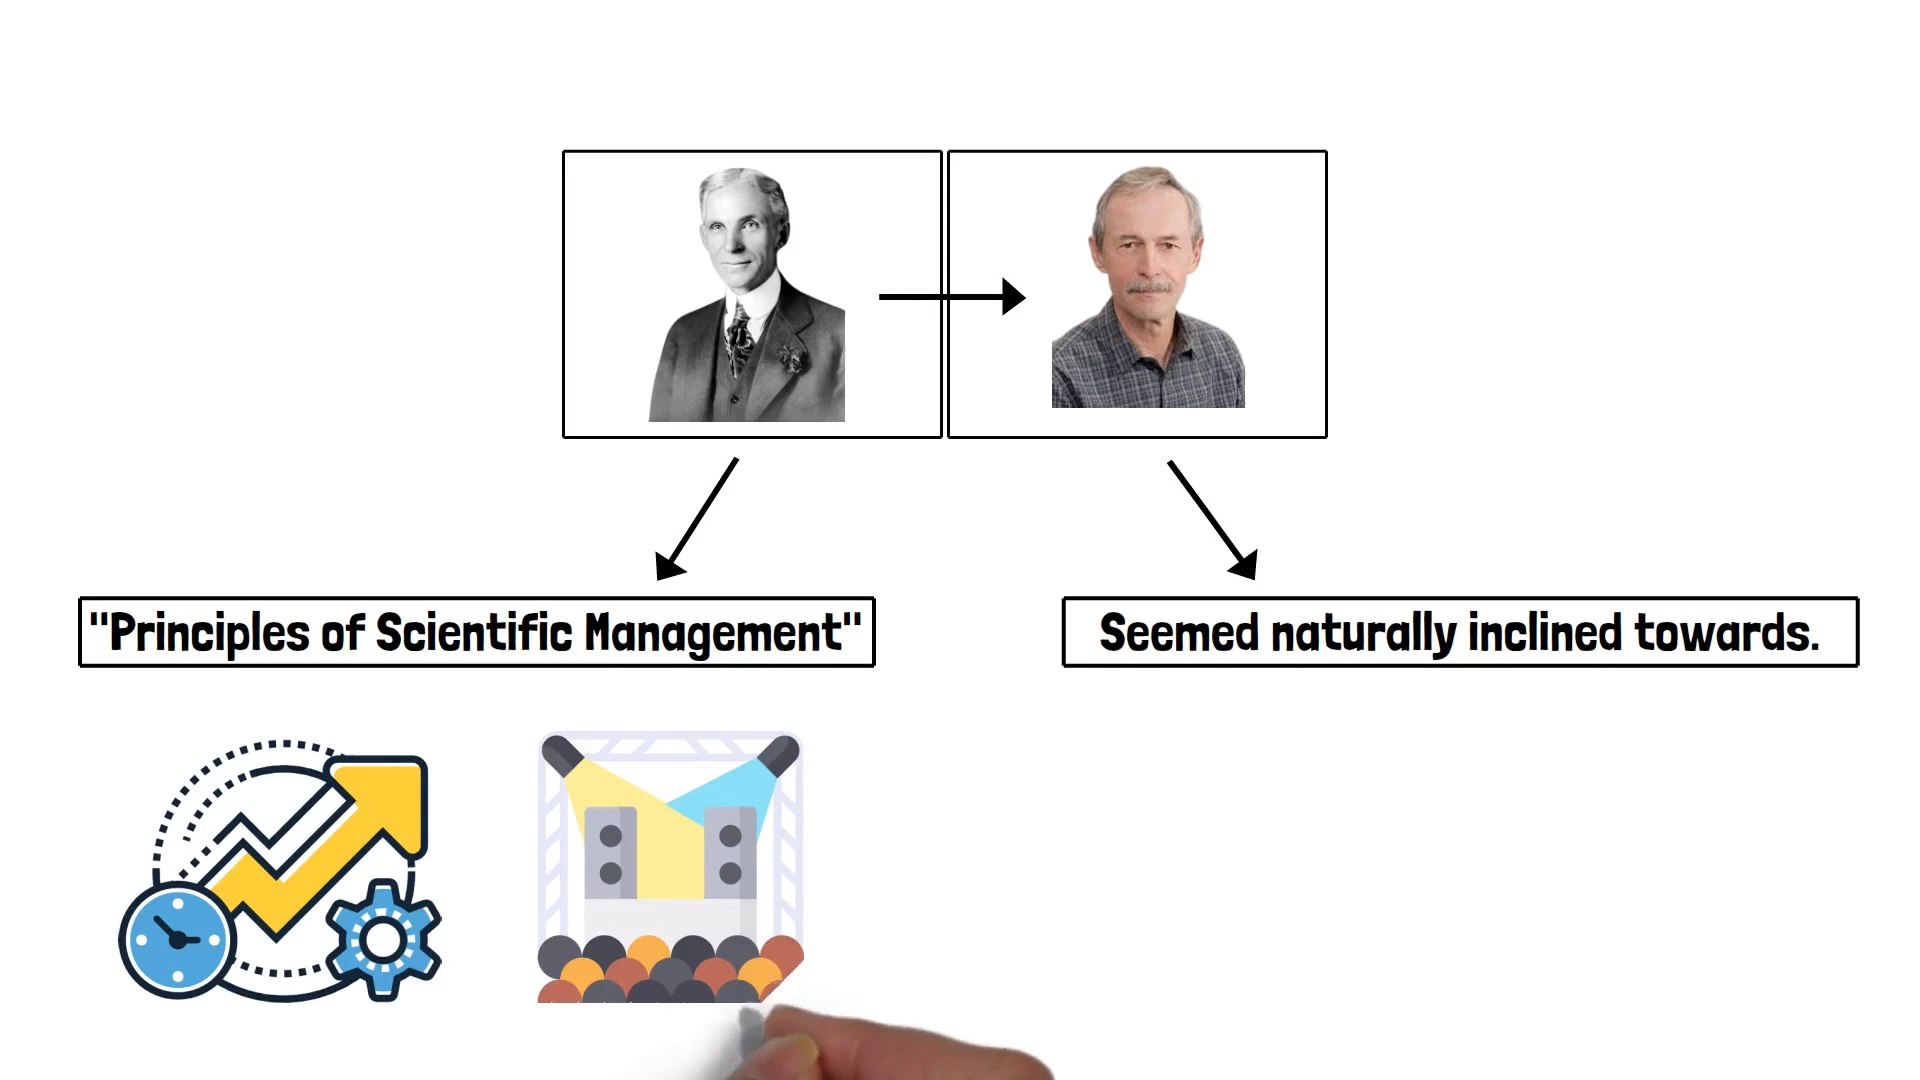 "Principles of Scientific Management"
Seemed naturally inclined towards.